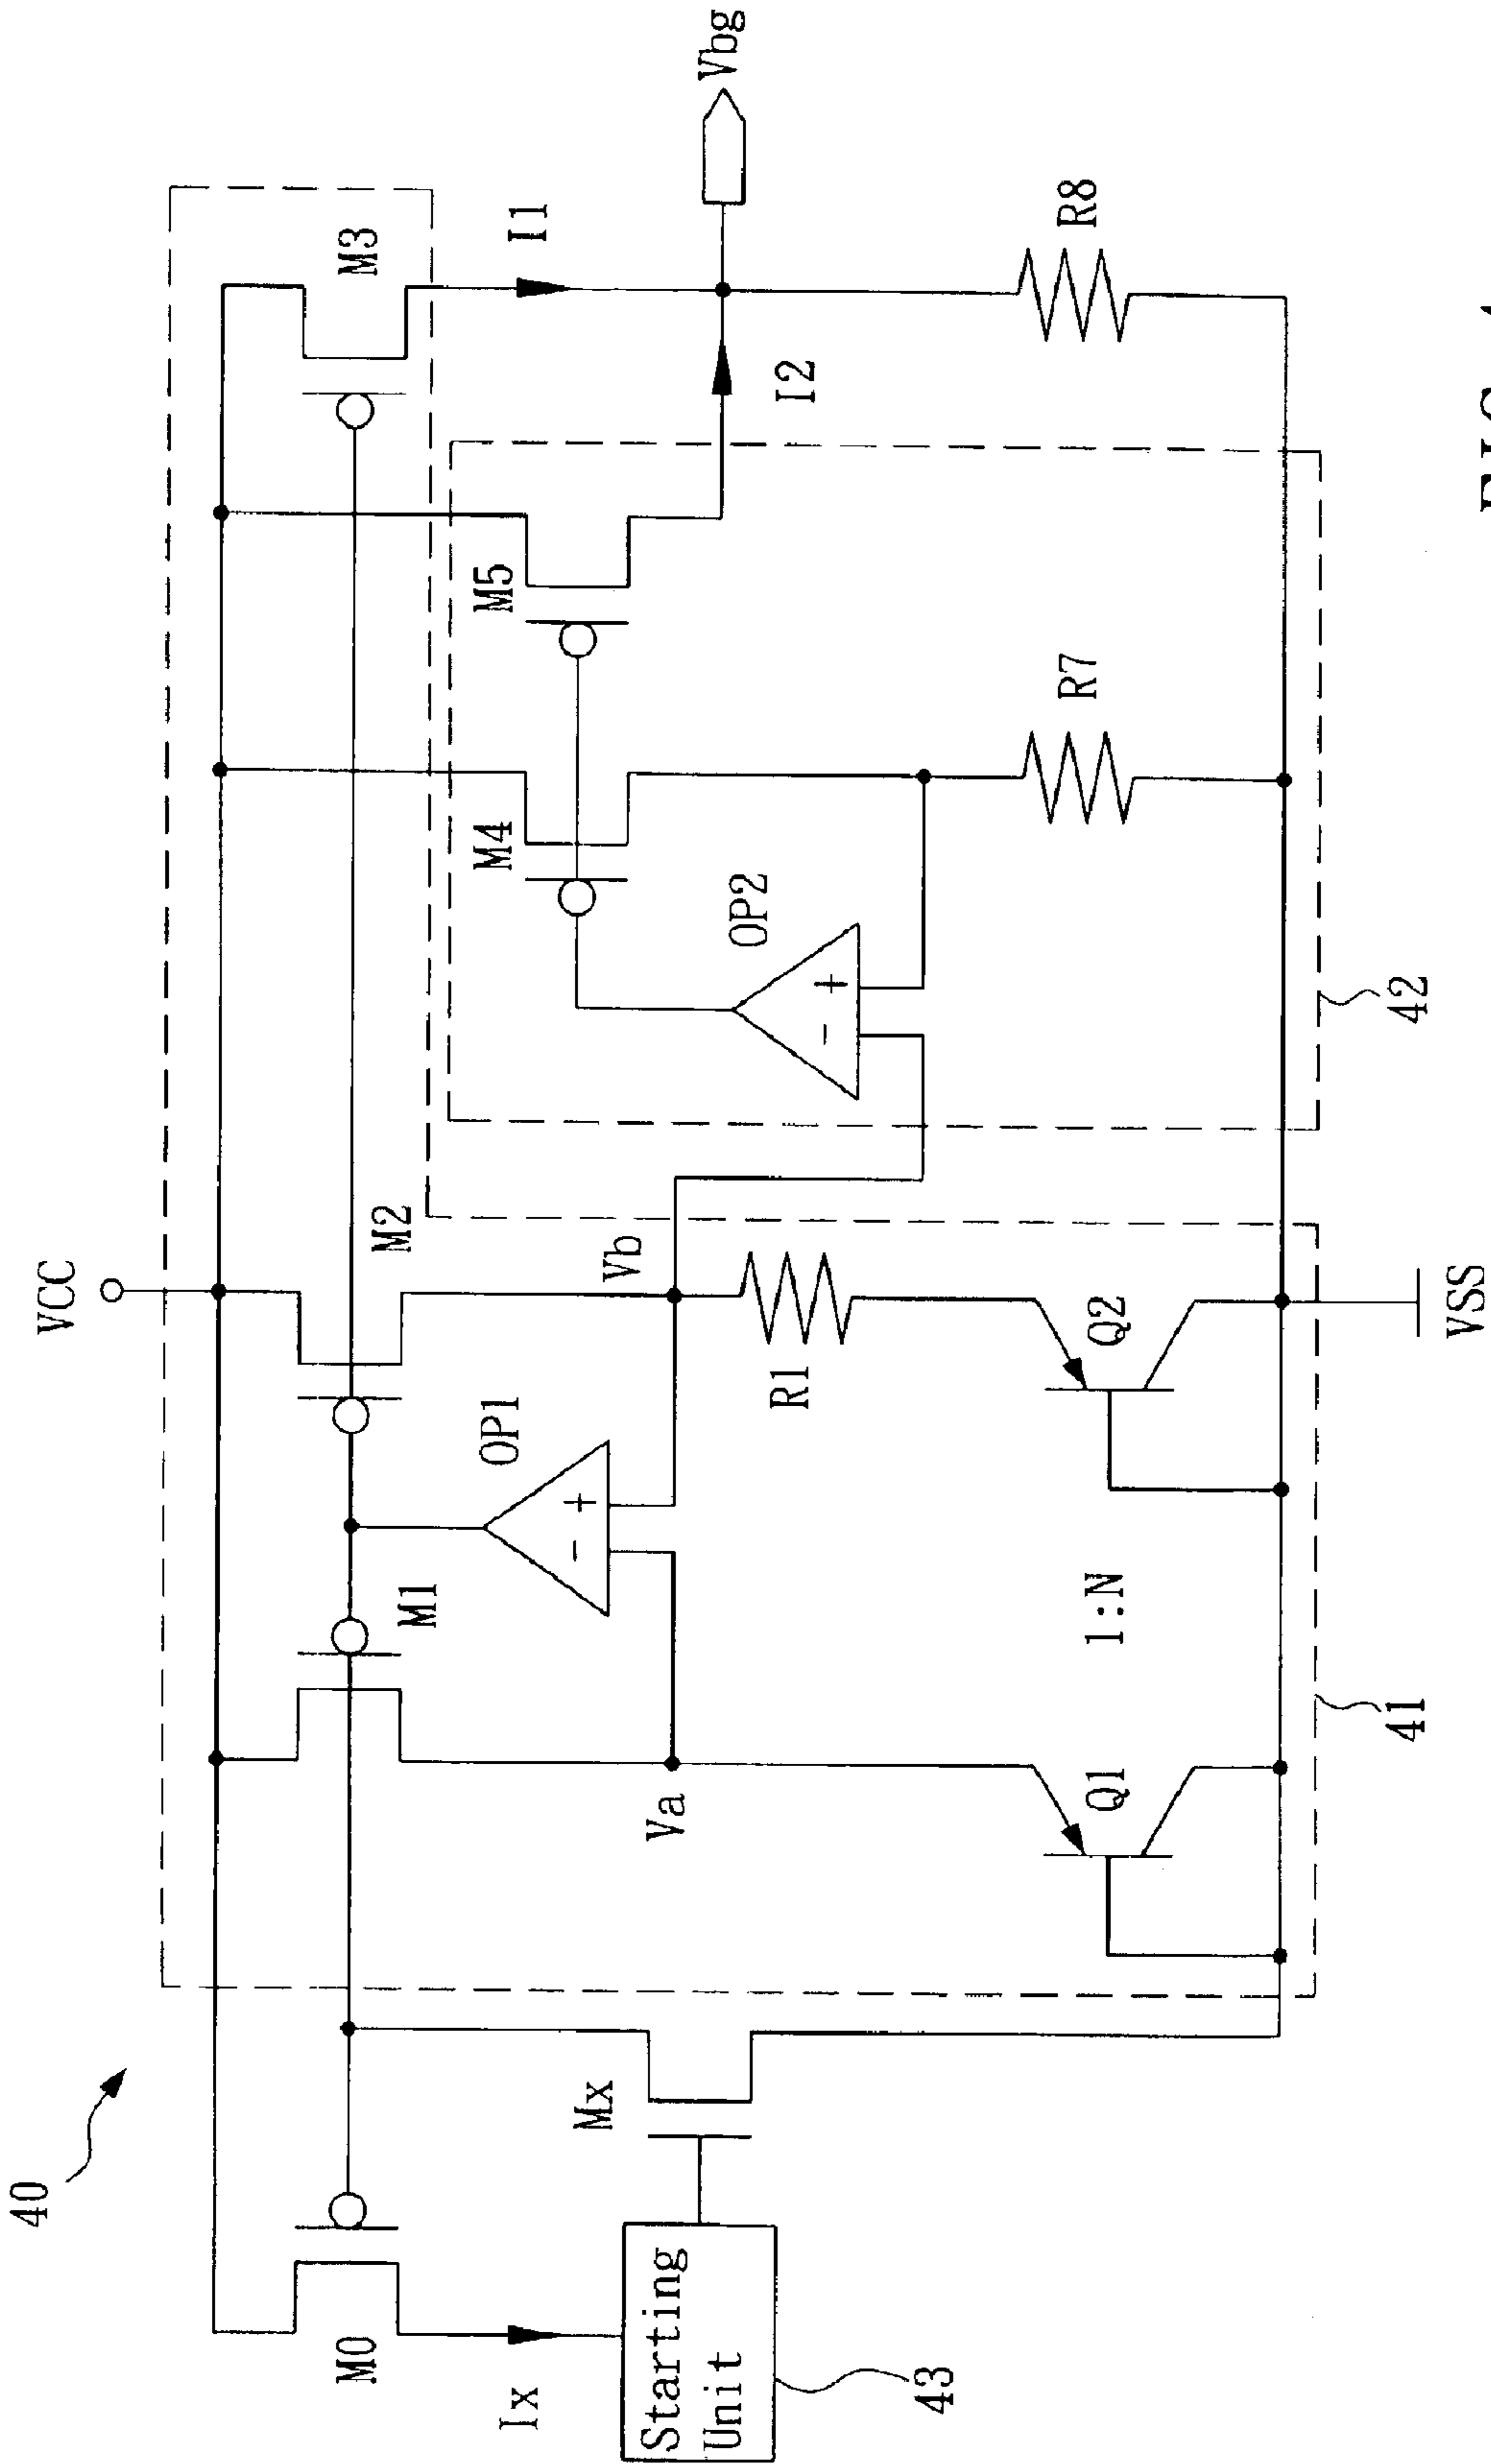 40
VCC
M0
Ix
Starting
Unit
43
Mx
M1
M2
OP1
Va
Vb
R1
1:N
Q1
Q2
41
VSS
M3
I1
M4
M5
OP2
I2
R7
R8
42
Vbg